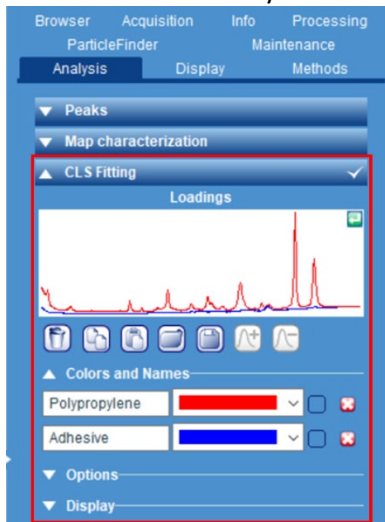 Browser Acquisition Info Processing
ParticleFinder Maintenance
Analysis Display Methods
Peaks
Map characterization
CLS Fitting
Loadings
Colors and Names
Polypropylene
Adhesive
Options
Display